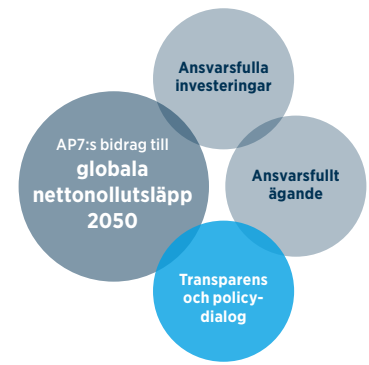 Ansvarsfulla
investeringar
AP7:s bidrag till
globala
nettonollutsläpp
2050
Ansvarsfullt
ägande
Transparens
och policy-
dialog